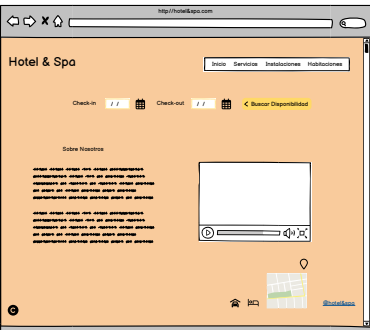 http://hotel&spa.com
Hotel & Spa
Inicio Servicios Instalaciones Habitaciones
Check-in / / Check-out / / < Buscar Disponibilidad
Sobre Nosotros
@hotel&spa
C